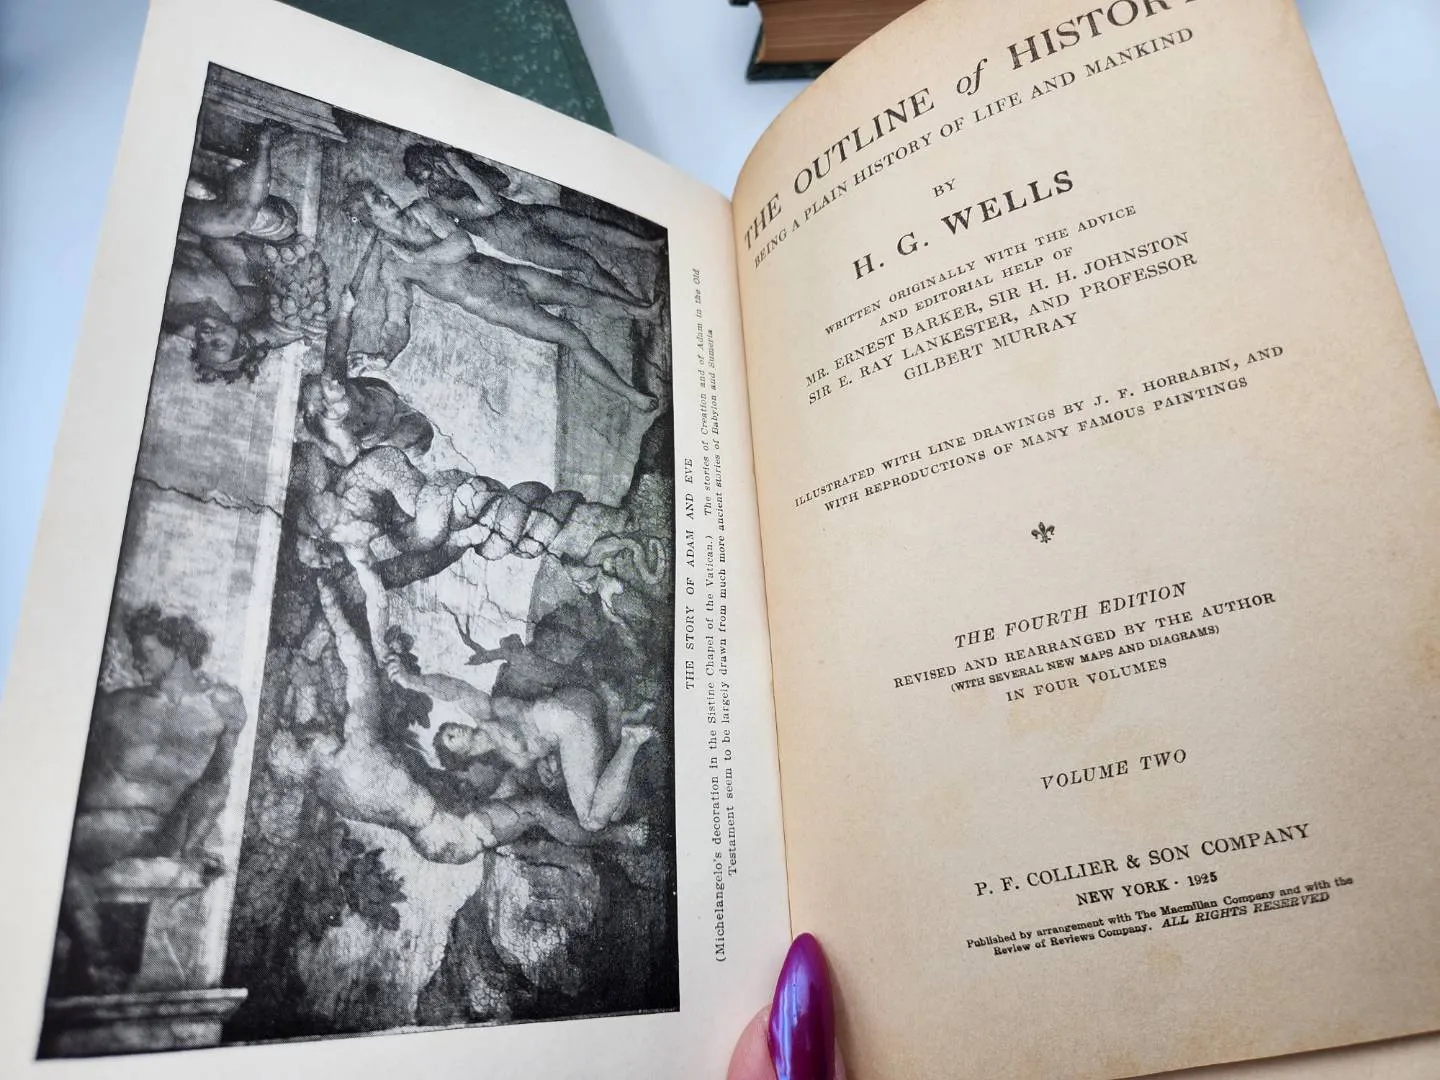 THE STORY OF ADAM AND EVE
(Michelangelo's decoration in the Sistine Chapel of the Vatican.) The stories of Creation and of Adam in the Old
Testament seem to be largely drawn from much more ancient stories of Babylon and Sumeria
THE OUTLINE of HISTOR
BEING A PLAIN HISTORY OF LIFE AND MANKIND
BY
H. G. WELLS
WRITTEN ORIGINALLY WITH THE ADVICE
AND EDITORIAL HELP OF
MR. ERNEST BARKER, SIR H. H. JOHNSTON
SIR E. RAY LANKESTER, AND PROFESSOR
GILBERT MURRAY
ILLUSTRATED WITH LINE DRAWINGS BY J. F. HORRABIN, AND
WITH REPRODUCTIONS OF MANY FAMOUS PAINTINGS
THE FOURTH EDITION
REVISED AND REARRANGED BY THE AUTHOR
(WITH SEVERAL NEW MAPS AND DIAGRAMS)
IN FOUR VOLUMES
VOLUME TWO
P. F. COLLIER & SON COMPANY
NEW YORK · 1925
Published by arrangement with The Macmillan Company and with the
Review of Reviews Company. ALL RIGHTS RESERVED